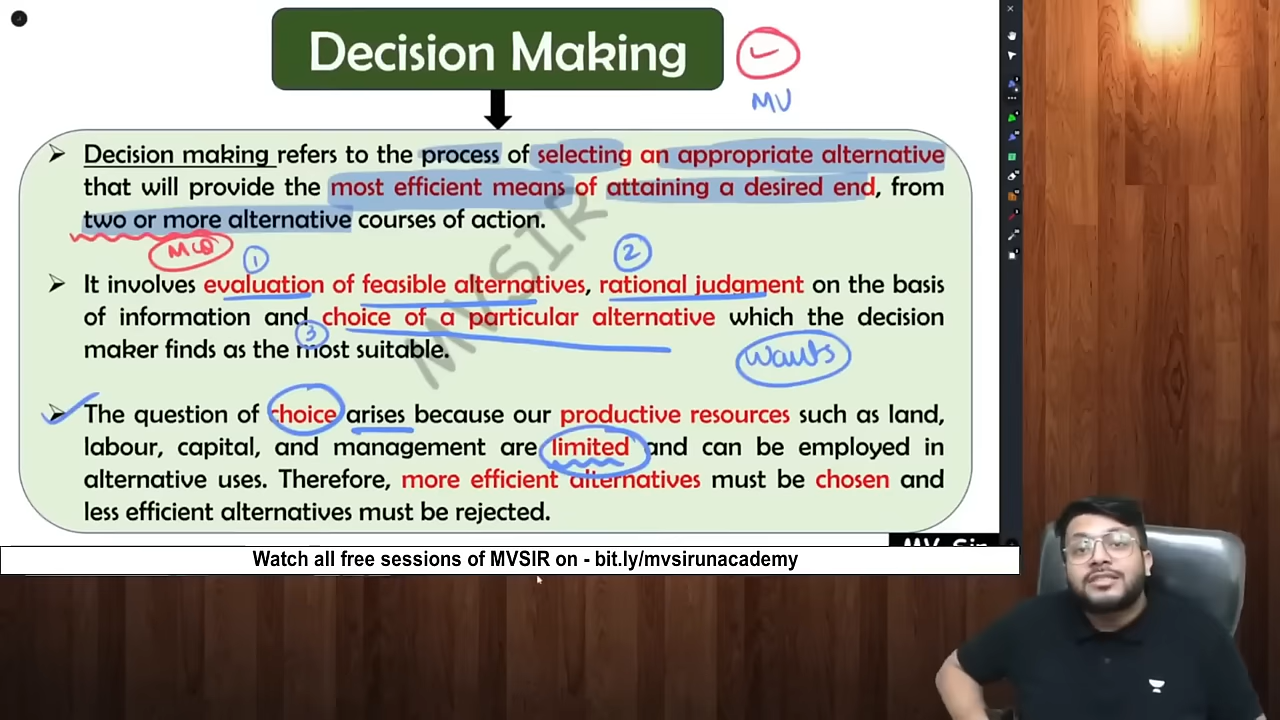 Decision Making
MV
➢ Decision making refers to the process of selecting an appropriate alternative
that will provide the most efficient means of attaining a desired end, from
two or more alternative courses of action.
MCQ
1
2
➢ It involves evaluation of feasible alternatives, rational judgment on the basis
of information and choice of a particular alternative which the decision
3
maker finds as the most suitable.
Wants
MVSIR
➢ The question of choice arises because our productive resources such as land,
labour, capital, and management are limited and can be employed in
alternative uses. Therefore, more efficient alternatives must be chosen and
less efficient alternatives must be rejected.
MV Sir
Watch all free sessions of MVSIR on - bit.ly/mvsirunacademy